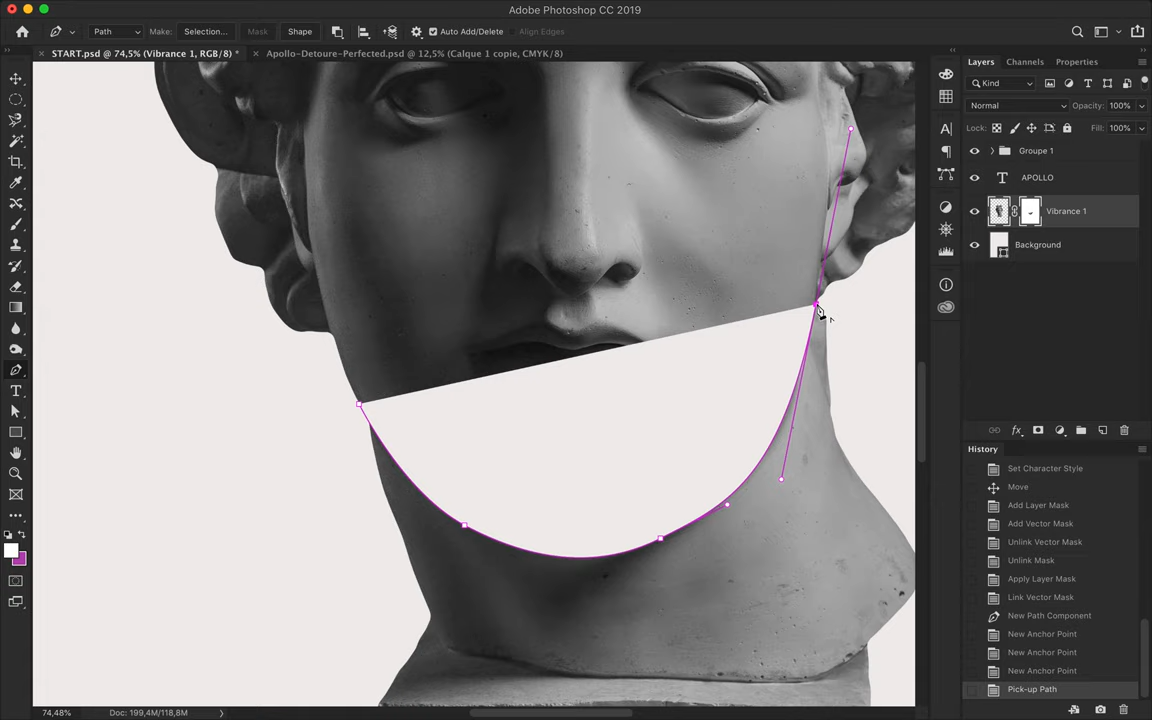 Adobe Photoshop CC 2019
Path Make: Selection... Mask Shape Auto Add/Delete Align Edges
× START.psd @ 74,5% (Vibrance 1, RGB/8) * × Apollo-Detoure-Perfected.psd @ 12,5% (Calque 1 copie, CMYK/8)
Layers Channels Properties
Kind
Normal Opacity: 100%
Lock: Fill: 100%
Groupe 1
APOLLO
Vibrance 1
Background
fx
History
Set Character Style
Move
Add Layer Mask
Add Vector Mask
Unlink Vector Mask
Unlink Mask
Apply Layer Mask
Link Vector Mask
New Path Component
New Anchor Point
New Anchor Point
New Anchor Point
Pick-up Path
74,48% Doc: 199,4M/118,8M